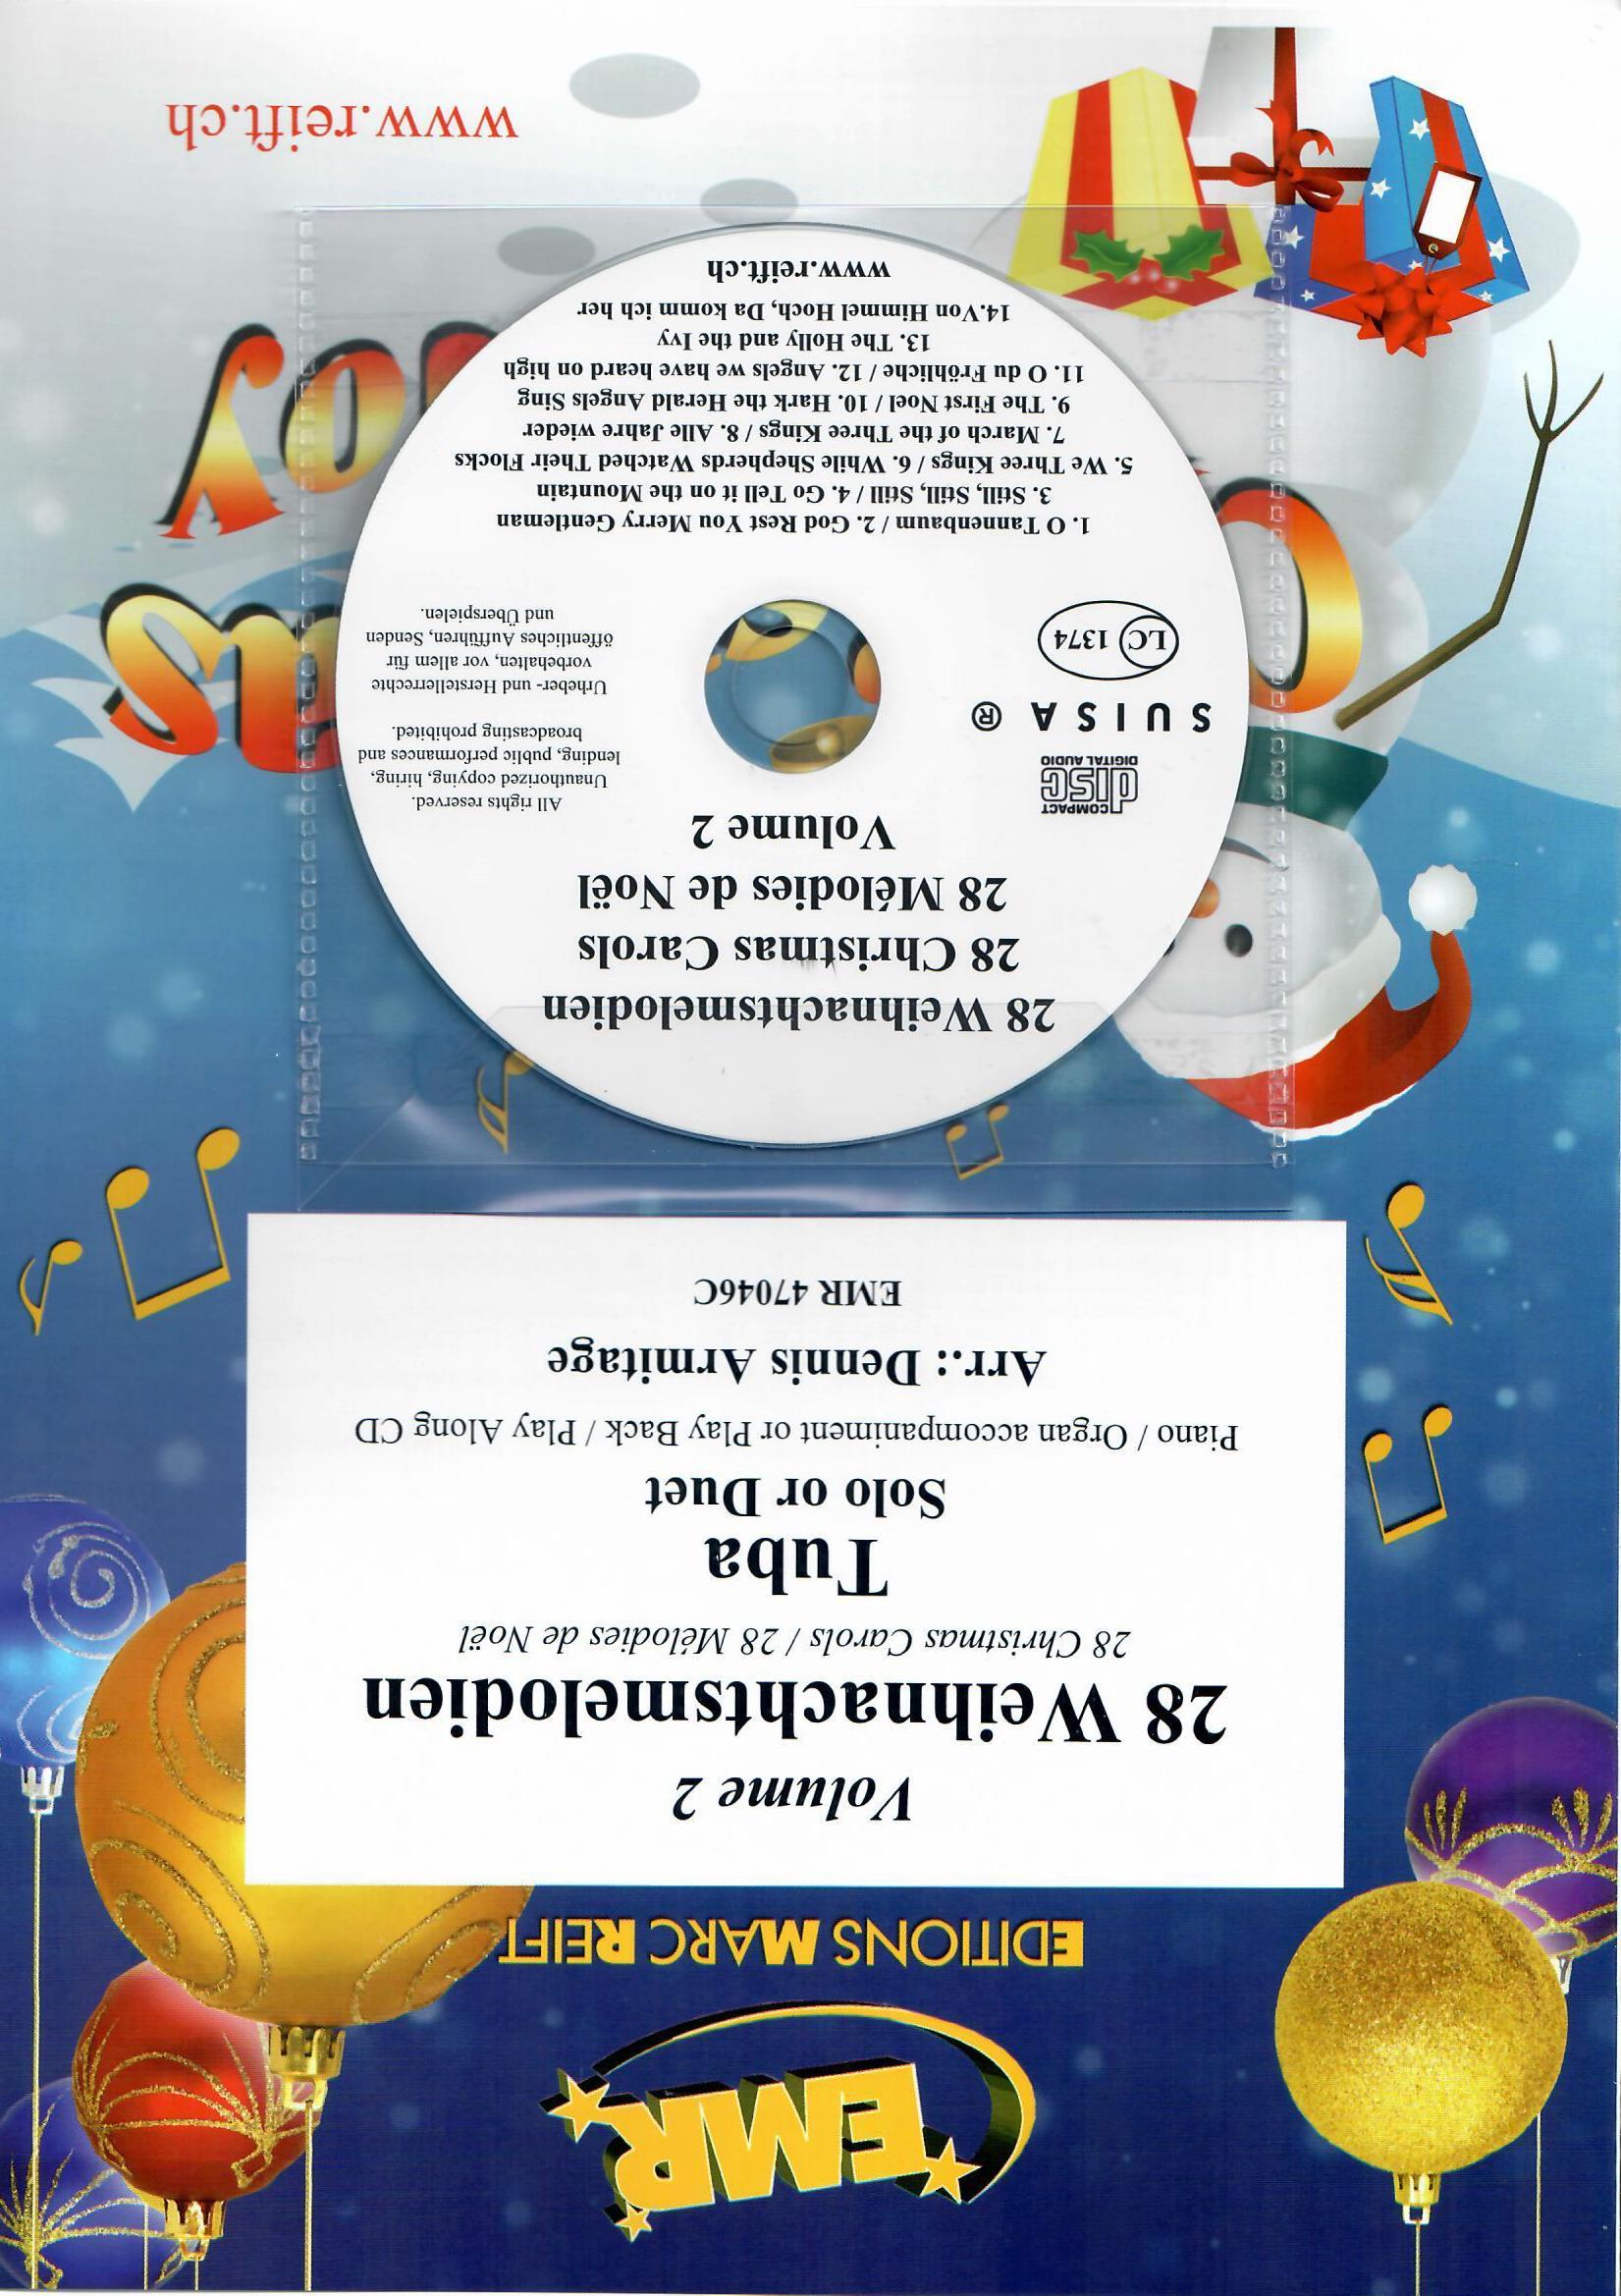 EMR
EDITIONS MARC REIFT
Volume 2
28 Weihnachtsmelodien
28 Christmas Carols / 28 Mélodies de Noël
Tuba
Solo or Duet
Piano / Organ accompaniment or Play Back / Play Along CD
Arr.: Dennis Armitage
EMR 47046C
28 Weihnachtsmelodien
28 Christmas Carols
28 Mélodies de Noël
Volume 2
COMPACT
disc
DIGITAL AUDIO
SUISA ®
LC 1374
All rights reserved.
Unauthorized copying, hiring,
lending, public performances and
broadcasting prohibited.
Urheber- und Herstellerrechte
vorbehalten, vor allem für
öffentliches Aufführen, Senden
und Überspielen.
1. O Tannenbaum / 2. God Rest You Merry Gentleman
3. Still, Still, Still / 4. Go Tell it on the Mountain
5. We Three Kings / 6. While Shepherds Watched Their Flocks
7. March of the Three Kings / 8. Alle Jahre wieder
9. The First Noel / 10. Hark the Herald Angels Sing
11. O du Fröhliche / 12. Angels we have heard on high
13. The Holly and the Ivy
14.Von Himmel Hoch, Da komm ich her
www.reift.ch
www.reift.ch